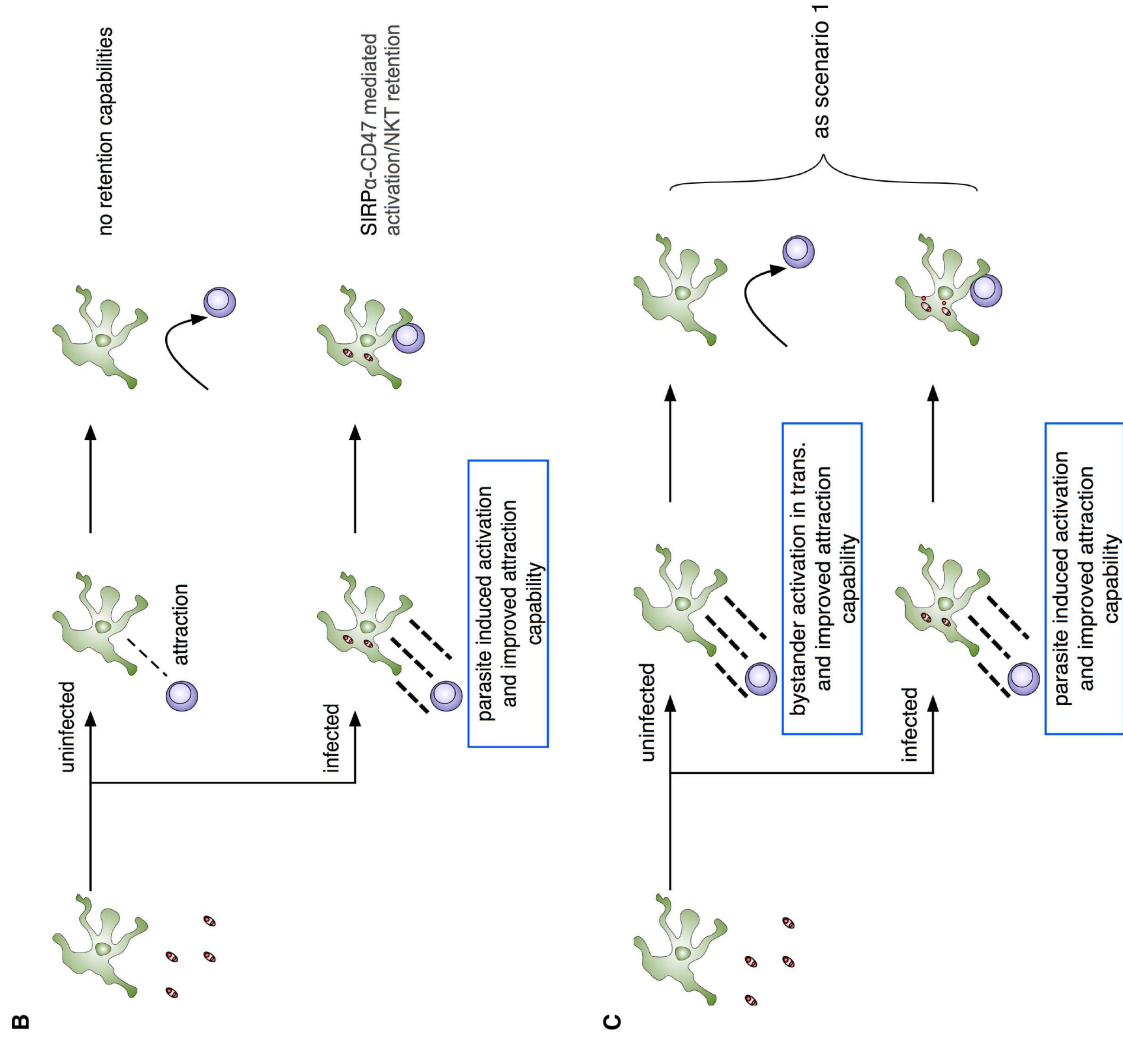 B
uninfected
attraction
no retention capabilities
infected
parasite induced activation
and improved attraction
capability
SIRPα-CD47 mediated
activation/NKT retention
C
uninfected
bystander activation in trans.
and improved attraction
capability
infected
parasite induced activation
and improved attraction
capability
as scenario 1